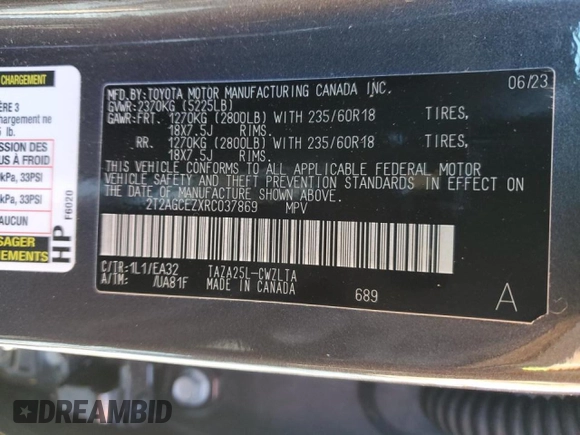 CHARGEMENT
ÈRE 3
chargement ne
lb.
ESSION DES
US À FROID
kPa, 33PSI
kPa, 33PSI
AUCUN
SAGER
NEMENTS
HP F6020
MFD.BY:TOYOTA MOTOR MANUFACTURING CANADA INC. 06/23
GVWR:2370KG (5225LB)
GAWR:FRT. 1270KG (2800LB) WITH 235/60R18 TIRES,
18X7.5J RIMS.
RR. 1270KG (2800LB) WITH 235/60R18 TIRES,
18X7.5J RIMS.
THIS VEHICLE CONFORMS TO ALL APPLICABLE FEDERAL MOTOR
VEHICLE SAFETY AND THEFT PREVENTION STANDARDS IN EFFECT ON
THE DATE OF MANUFACTURE SHOWN ABOVE.
2T2AGCEZXRC037869 MPV
C/TR:1L1/EA32 TAZA25L-CWZLTA
A/TM: /UA81F MADE IN CANADA 689 A
DREAMBID